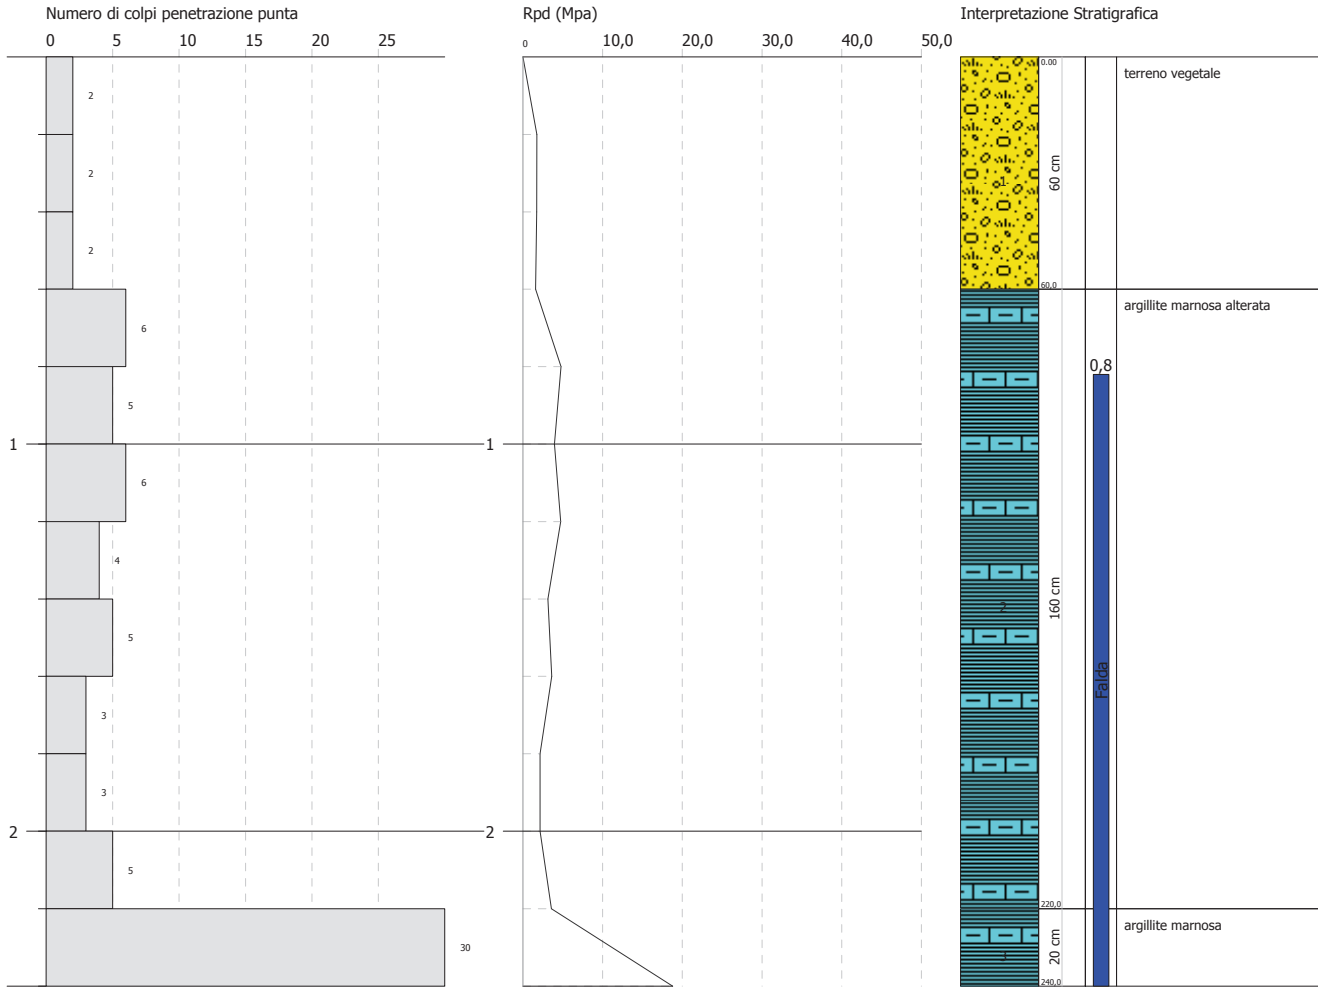 Numero di colpi penetrazione punta
Rpd (Mpa)
Interpretazione Stratigrafica
0 5 10 15 20 25
0 10,0 20,0 30,0 40,0 50,0
0.00
terreno vegetale
2
2
60 cm
1
2
60,0
argillite marnosa alterata
6
0,8
5
1
1
6
4
160 cm
2
5
Falda
3
3
2
2
5
220,0
argillite marnosa
30
20 cm
3
240,0